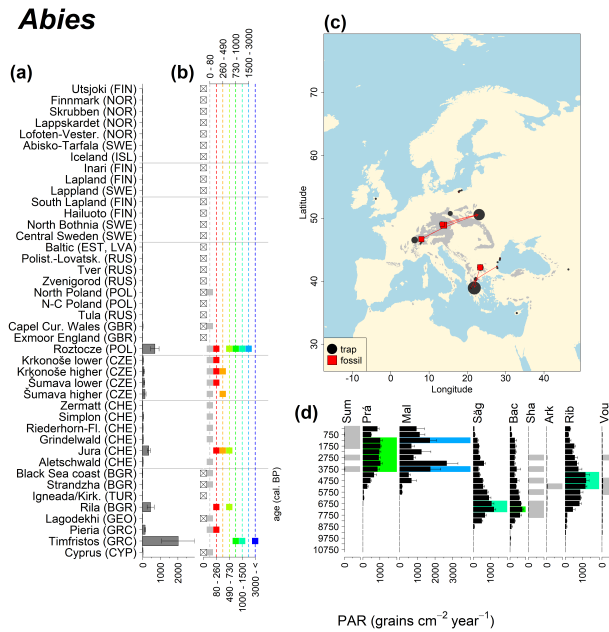 Abies
(a)
(b)
(c)
0 - 80
260 - 490
730 - 1000
1500 - 3000
Utsjoki (FIN)
Finnmark (NOR)
Skrubben (NOR)
Lappskardet (NOR)
Lofoten-Vester. (NOR)
Abisko-Tarfala (SWE)
Iceland (ISL)
Inari (FIN)
Lapland (FIN)
Lappland (SWE)
South Lapland (FIN)
Hailuoto (FIN)
North Bothnia (SWE)
Central Sweden (SWE)
Baltic (EST, LVA)
Polist.-Lovatsk. (RUS)
Tver (RUS)
Zvenigorod (RUS)
North Poland (POL)
N-C Poland (POL)
Tula (RUS)
Capel Cur. Wales (GBR)
Exmoor England (GBR)
Roztocze (POL)
Krkonoše lower (CZE)
Krkonoše higher (CZE)
Šumava lower (CZE)
Šumava higher (CZE)
Zermatt (CHE)
Simplon (CHE)
Riederhorn-Fl. (CHE)
Grindelwald (CHE)
Jura (CHE)
Aletschwald (CHE)
Black Sea coast (BGR)
Strandzha (BGR)
Igneada/Kirk. (TUR)
Rila (BGR)
Lagodekhi (GEO)
Pieria (GRC)
Timfristos (GRC)
Cyprus (CYP)
0
1000
2000
80 - 260
490 - 730
1000 - 1500
3000 - <
age (cal. BP)
70
60
50
40
30
Latitude
trap
fossil
-10 0 10 20 30 40 50
Longitude
(d)
Sum Prá Mal Ság Bac Sha Ark Rib Vou
750
1750
2750
3750
4750
5750
6750
7750
8750
9750
10750
0 0 1000 0 1000 2000 3000 0 1000 0 0 0 0 1000 0
PAR (grains cm⁻² year⁻¹)